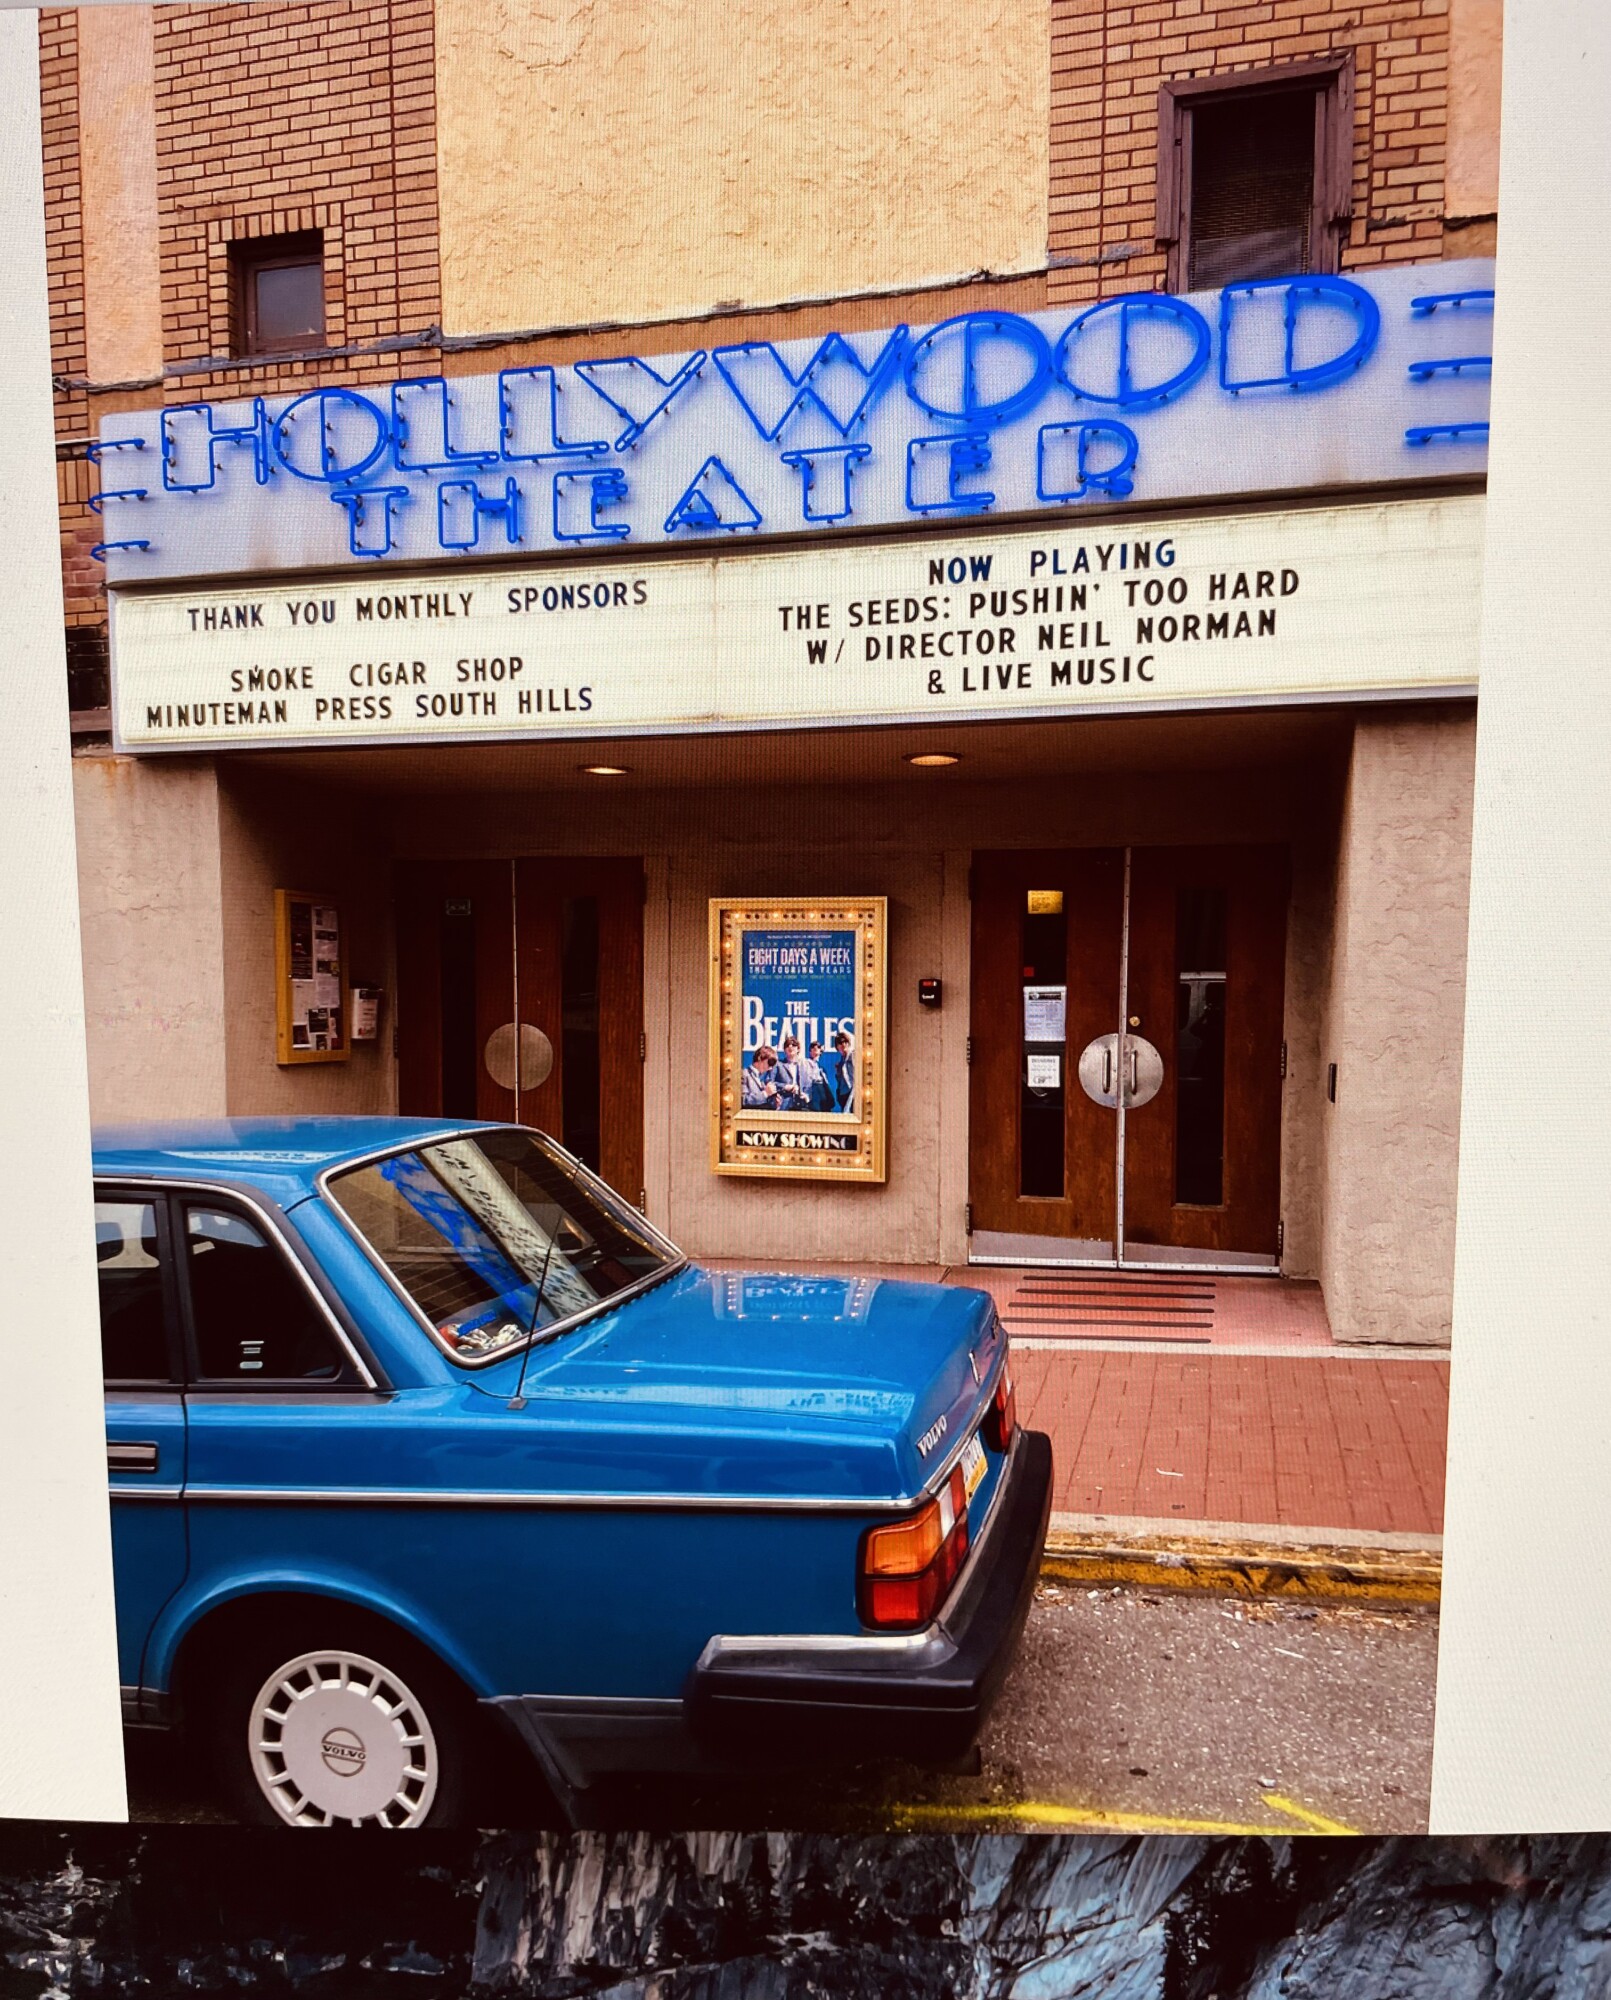 HOLLYWOOD
THEATER
THANK YOU MONTHLY SPONSORS
SMOKE CIGAR SHOP
MINUTEMAN PRESS SOUTH HILLS
NOW PLAYING
THE SEEDS: PUSHIN' TOO HARD
W/ DIRECTOR NEIL NORMAN
& LIVE MUSIC
EIGHT DAYS A WEEK
THE TOURING YEARS
THE
BEATLES
NOW SHOWING
VOLVO
VOLVO